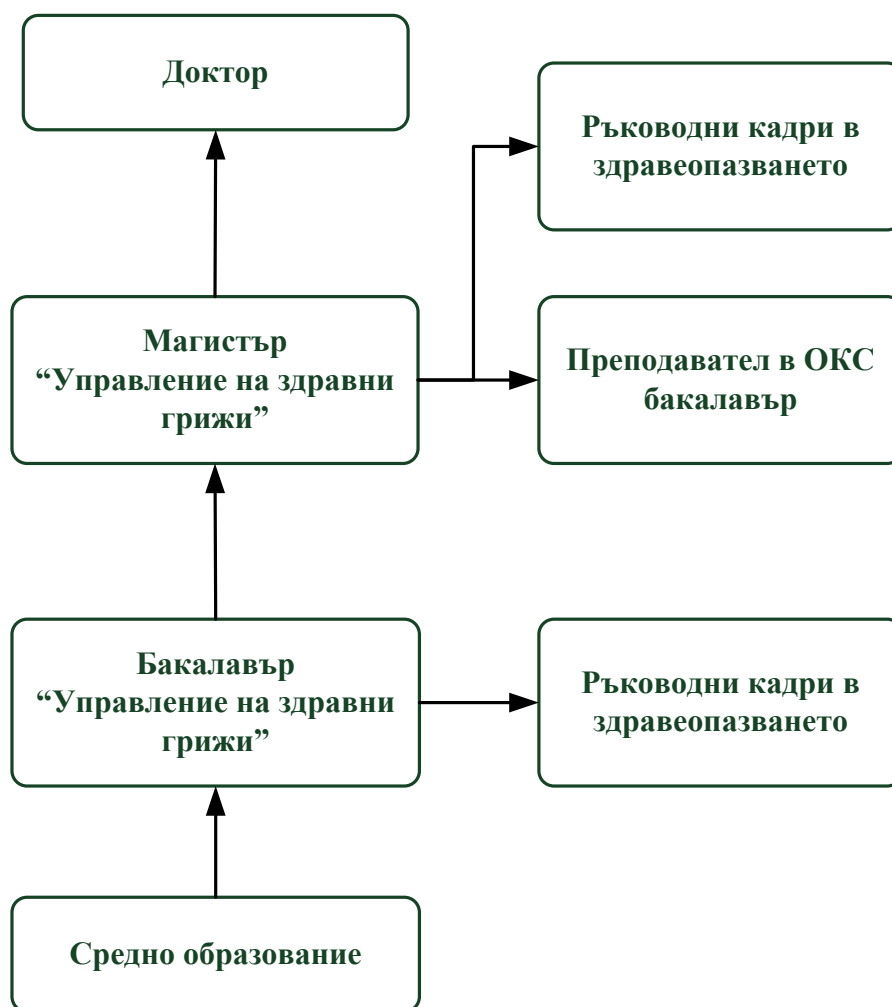 Доктор
Ръководни кадри в
здравеопазването
Магистър
“Управление на здравни
грижи”
Преподавател в ОКС
бакалавър
Бакалавър
“Управление на здравни
грижи”
Ръководни кадри в
здравеопазването
Средно образование